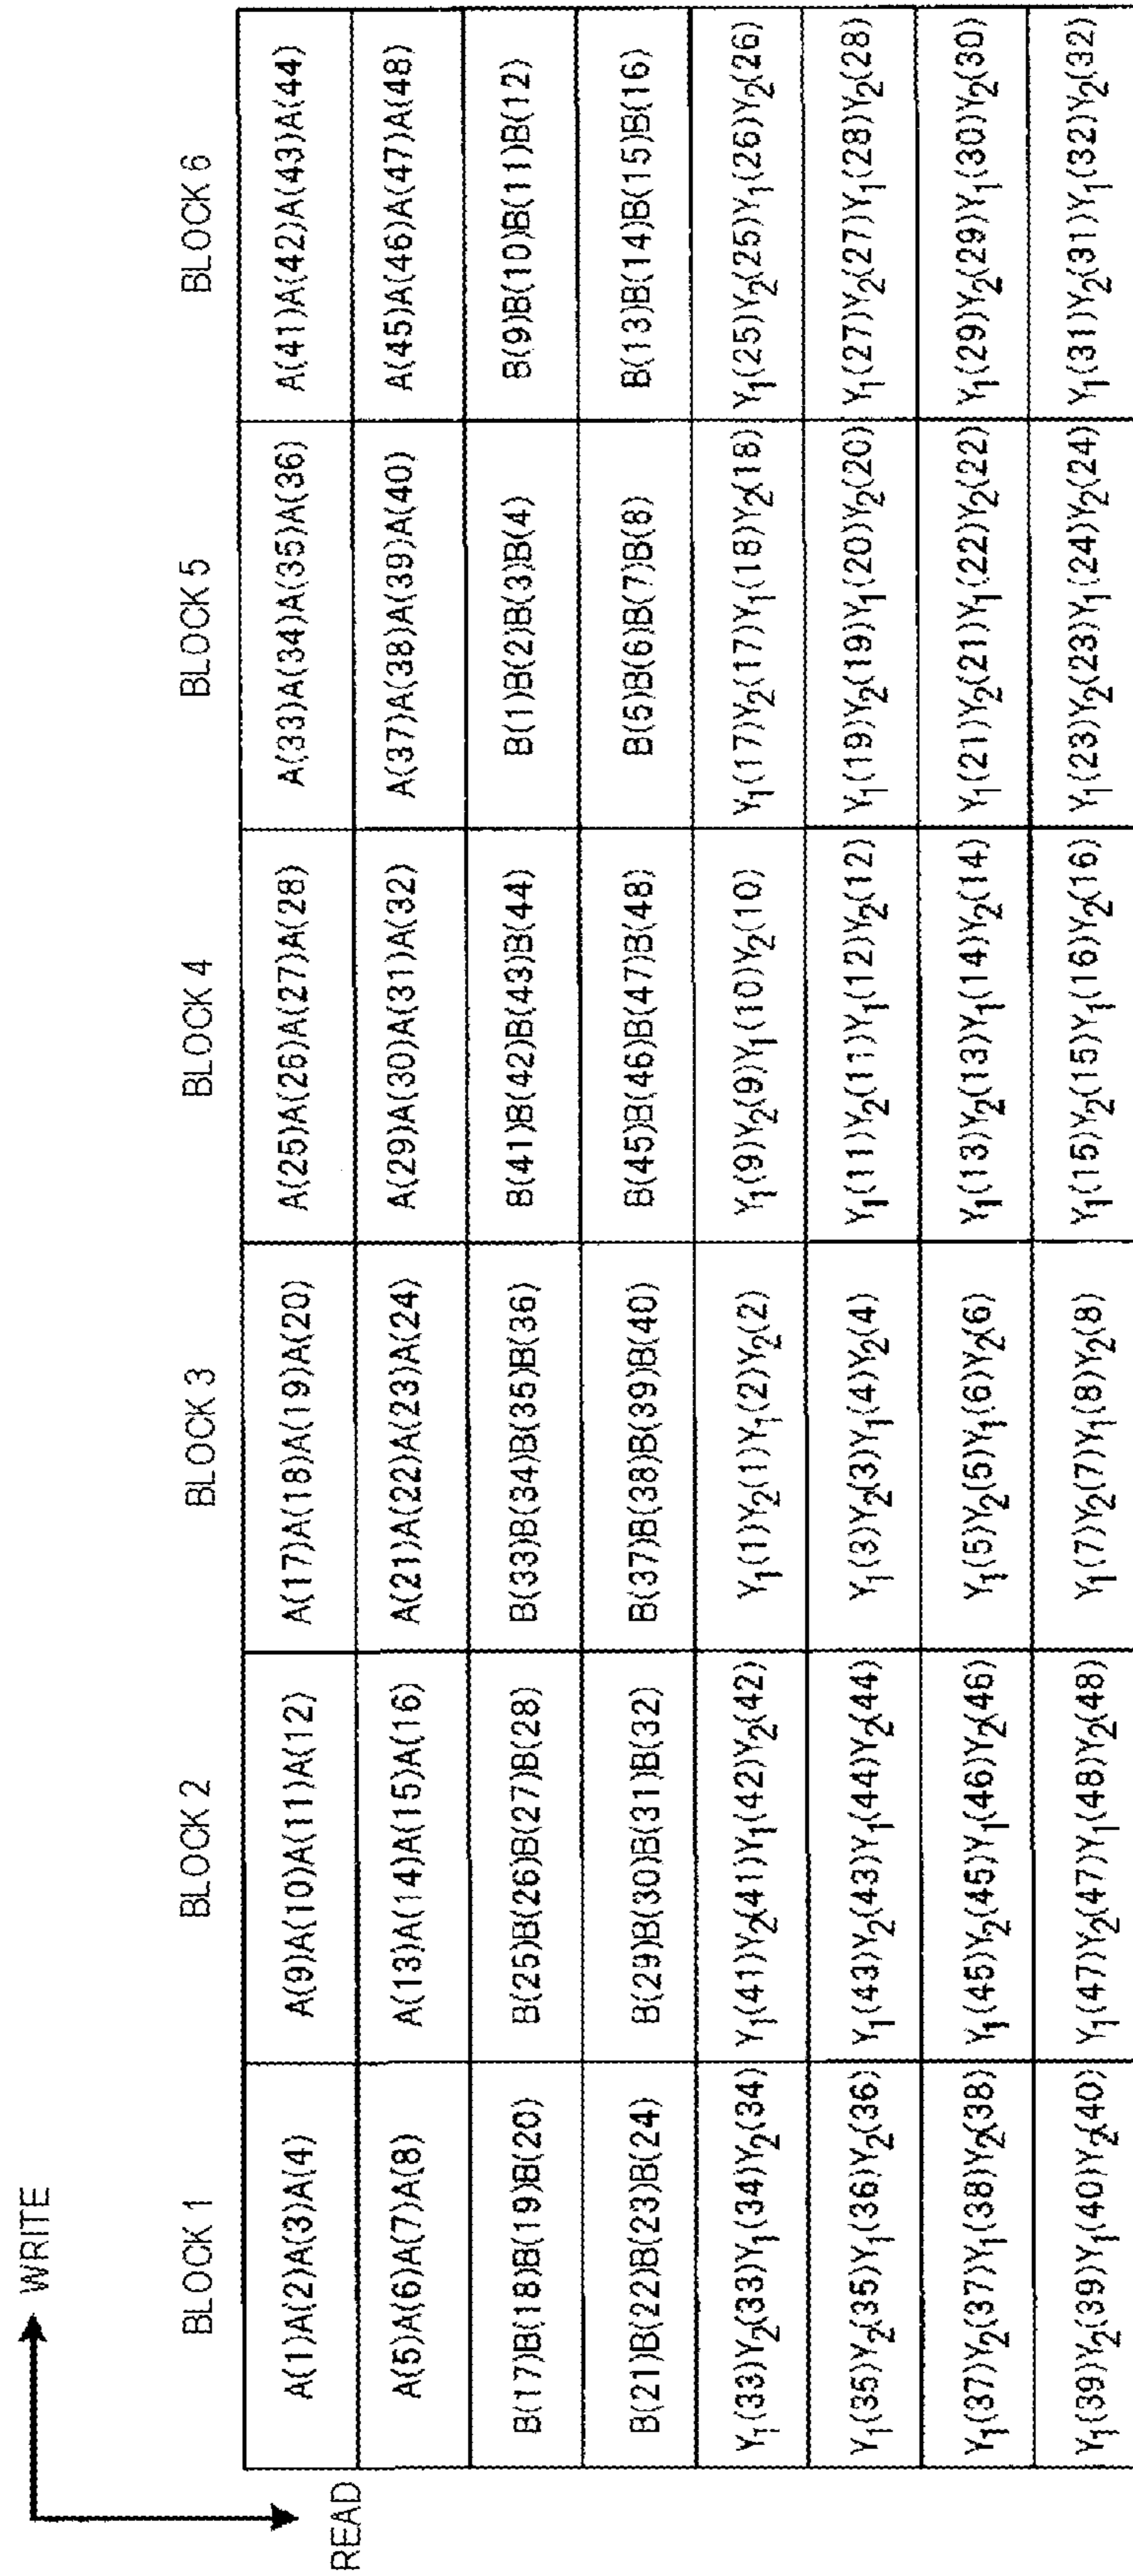 WRITE
READ
BLOCK 1 BLOCK 2 BLOCK 3 BLOCK 4 BLOCK 5 BLOCK 6
A(1)A(2)A(3)A(4) A(9)A(10)A(11)A(12) A(17)A(18)A(19)A(20) A(25)A(26)A(27)A(28) A(33)A(34)A(35)A(36) A(41)A(42)A(43)A(44)
A(5)A(6)A(7)A(8) A(13)A(14)A(15)A(16) A(21)A(22)A(23)A(24) A(29)A(30)A(31)A(32) A(37)A(38)A(39)A(40) A(45)A(46)A(47)A(48)
B(17)B(18)B(19)B(20) B(25)B(26)B(27)B(28) B(33)B(34)B(35)B(36) B(41)B(42)B(43)B(44) B(1)B(2)B(3)B(4) B(9)B(10)B(11)B(12)
B(21)B(22)B(23)B(24) B(29)B(30)B(31)B(32) B(37)B(38)B(39)B(40) B(45)B(46)B(47)B(48) B(5)B(6)B(7)B(8) B(13)B(14)B(15)B(16)
Y₁(33)Y₂(33)Y₁(34)Y₂(34) Y₁(41)Y₂(41)Y₁(42)Y₂(42) Y₁(1)Y₂(1)Y₁(2)Y₂(2) Y₁(9)Y₂(9)Y₁(10)Y₂(10) Y₁(17)Y₂(17)Y₁(18)Y₂(18) Y₁(25)Y₂(25)Y₁(26)Y₂(26)
Y₁(35)Y₂(35)Y₁(36)Y₂(36) Y₁(43)Y₂(43)Y₁(44)Y₂(44) Y₁(3)Y₂(3)Y₁(4)Y₂(4) Y₁(11)Y₂(11)Y₁(12)Y₂(12) Y₁(19)Y₂(19)Y₁(20)Y₂(20) Y₁(27)Y₂(27)Y₁(28)Y₂(28)
Y₁(37)Y₂(37)Y₁(38)Y₂(38) Y₁(45)Y₂(45)Y₁(46)Y₂(46) Y₁(5)Y₂(5)Y₁(6)Y₂(6) Y₁(13)Y₂(13)Y₁(14)Y₂(14) Y₁(21)Y₂(21)Y₁(22)Y₂(22) Y₁(29)Y₂(29)Y₁(30)Y₂(30)
Y₁(39)Y₂(39)Y₁(40)Y₂(40) Y₁(47)Y₂(47)Y₁(48)Y₂(48) Y₁(7)Y₂(7)Y₁(8)Y₂(8) Y₁(15)Y₂(15)Y₁(16)Y₂(16) Y₁(23)Y₂(23)Y₁(24)Y₂(24) Y₁(31)Y₂(31)Y₁(32)Y₂(32)